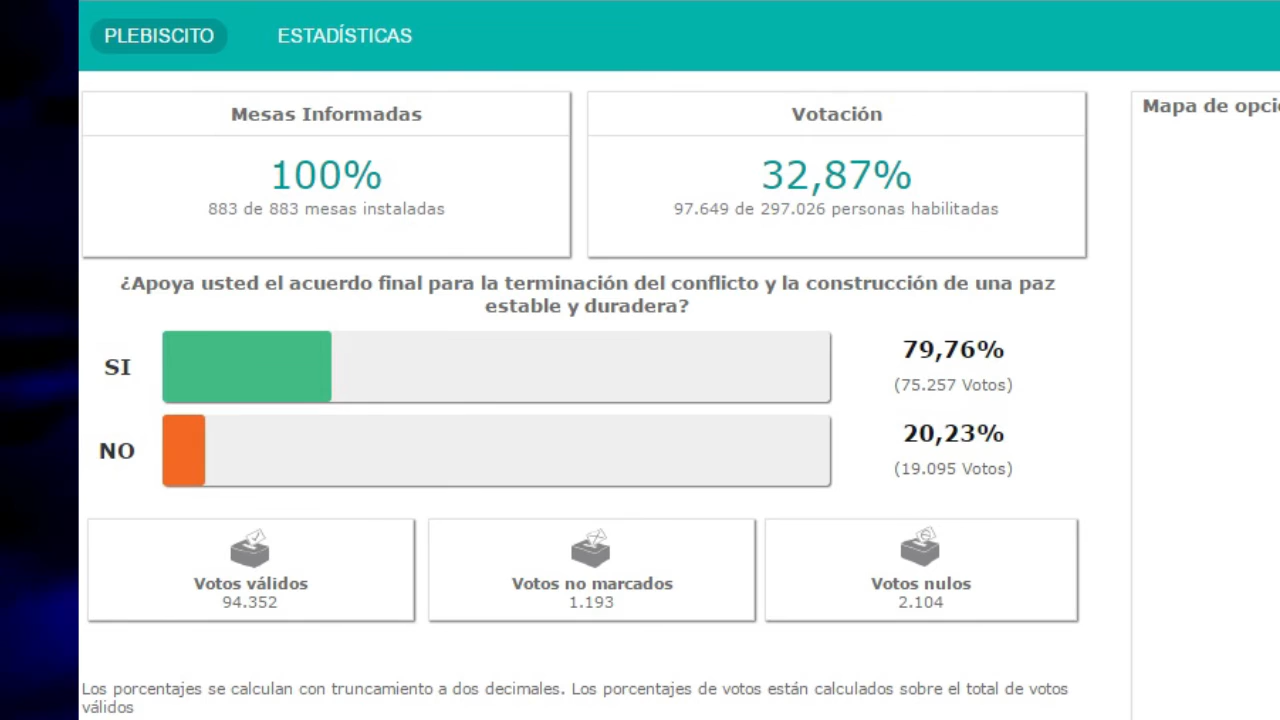 PLEBISCITO ESTADÍSTICAS
Mesas Informadas
100%
883 de 883 mesas instaladas
Votación
32,87%
97.649 de 297.026 personas habilitadas
Mapa de
¿Apoya usted el acuerdo final para la terminación del conflicto y la construcción de una paz
estable y duradera?
SI
79,76%
(75.257 Votos)
NO
20,23%
(19.095 Votos)
Votos válidos
94.352
Votos no marcados
1.193
Votos nulos
2.104
Los porcentajes se calculan con truncamiento a dos decimales. Los porcentajes de votos están calculados sobre el total de votos
válidos